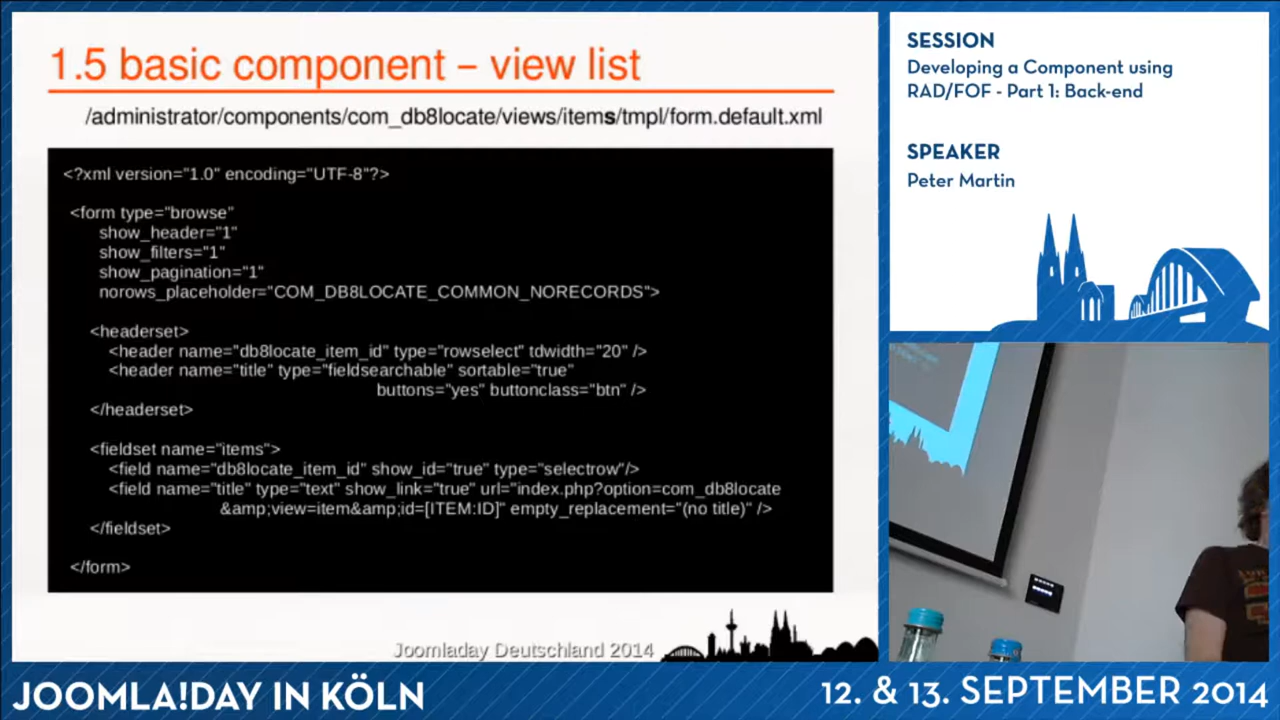 1.5 basic component – view list
/administrator/components/com_db8locate/views/items/tmpl/form.default.xml
<?xml version="1.0" encoding="UTF-8"?>
<form type="browse"
show_header="1"
show_filters="1"
show_pagination="1"
norows_placeholder="COM_DB8LOCATE_COMMON_NORECORDS">
<headerset>
<header name="db8locate_item_id" type="rowselect" tdwidth="20" />
<header name="title" type="fieldsearchable" sortable="true"
buttons="yes" buttonclass="btn" />
</headerset>
<fieldset name="items">
<field name="db8locate_item_id" show_id="true" type="selectrow"/>
<field name="title" type="text" show_link="true" url="index.php?option=com_db8locate
&amp;view=item&amp;id=[ITEM:ID]" empty_replacement="(no title)" />
</fieldset>
</form>
Joomladay Deutschland 2014
SESSION
Developing a Component using
RAD/FOF - Part 1: Back-end
SPEAKER
Peter Martin
JOOMLA!DAY IN KÖLN
12. & 13. SEPTEMBER 2014